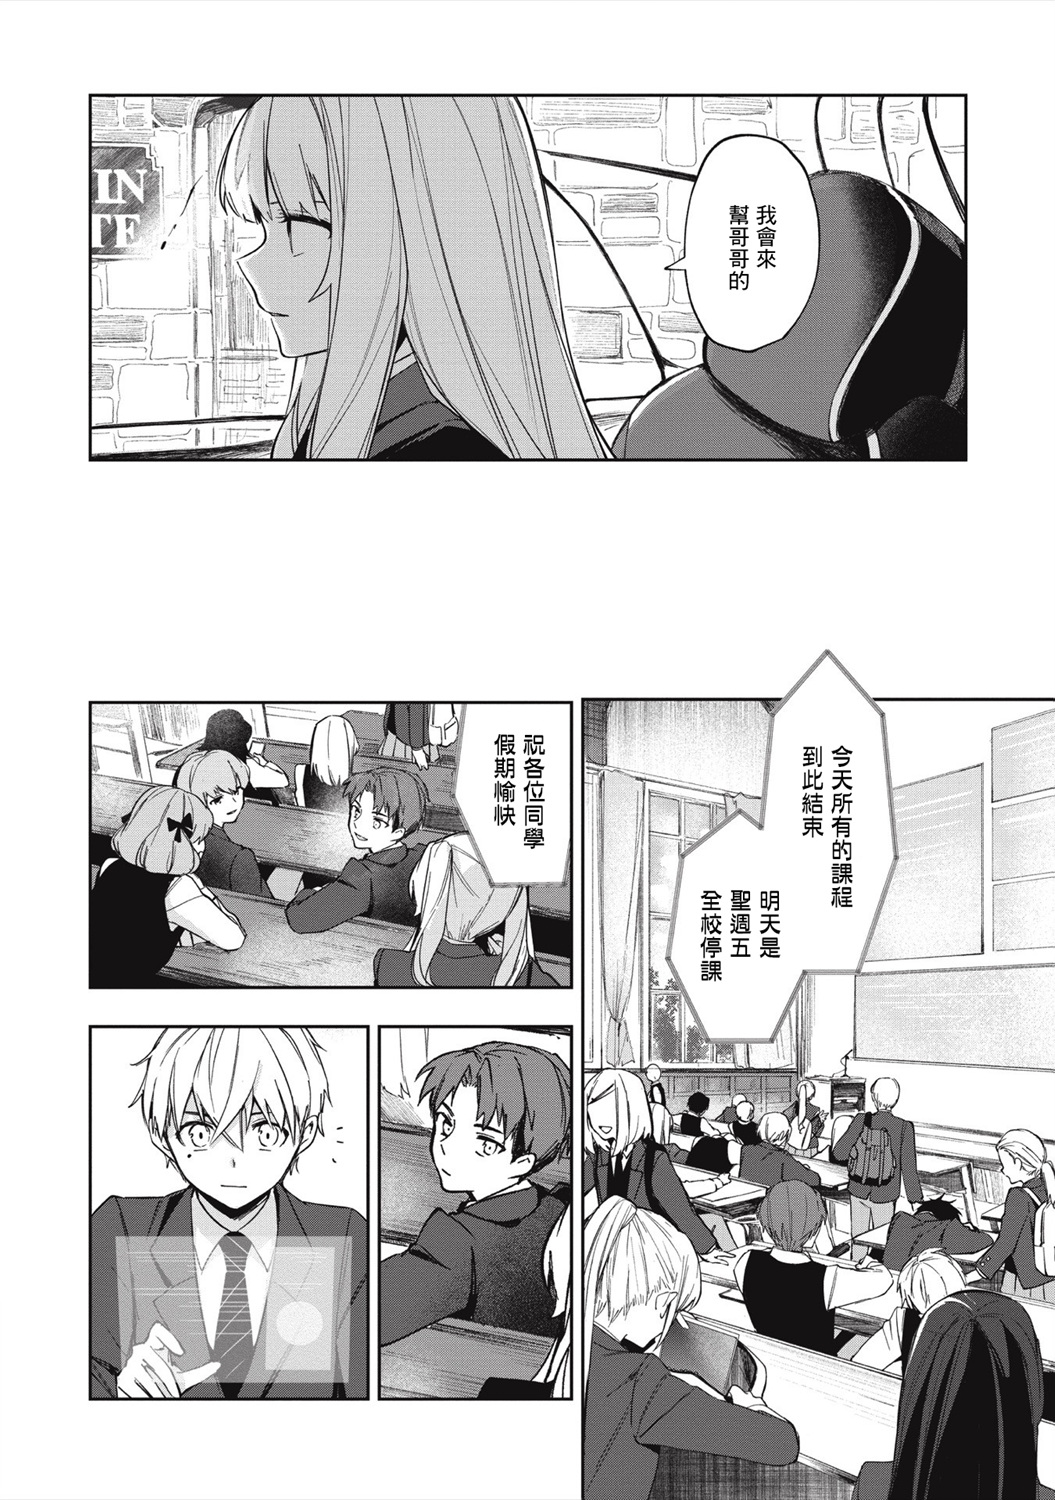 IN
TE
我會來
幫哥哥的
今天所有的課程
到此結束
明天是
聖週五
全校停課
祝各位同學
假期愉快